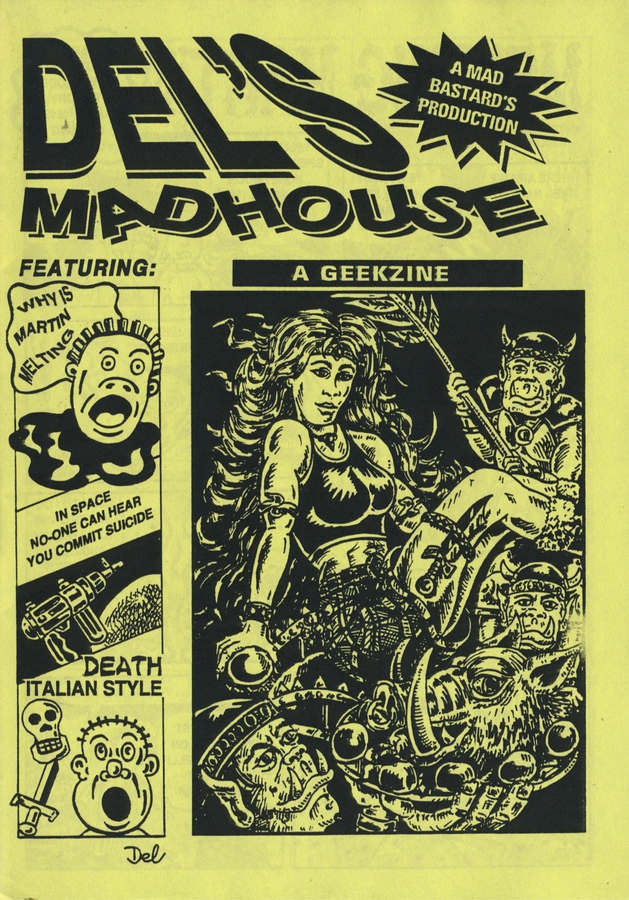 DEL'S
MADHOUSE
A MAD
BASTARD'S
PRODUCTION
FEATURING:
A GEEKZINE
WHY IS
MARTIN
MELTING
IN SPACE
NO-ONE CAN HEAR
YOU COMMIT SUICIDE
DEATH
ITALIAN STYLE
Del